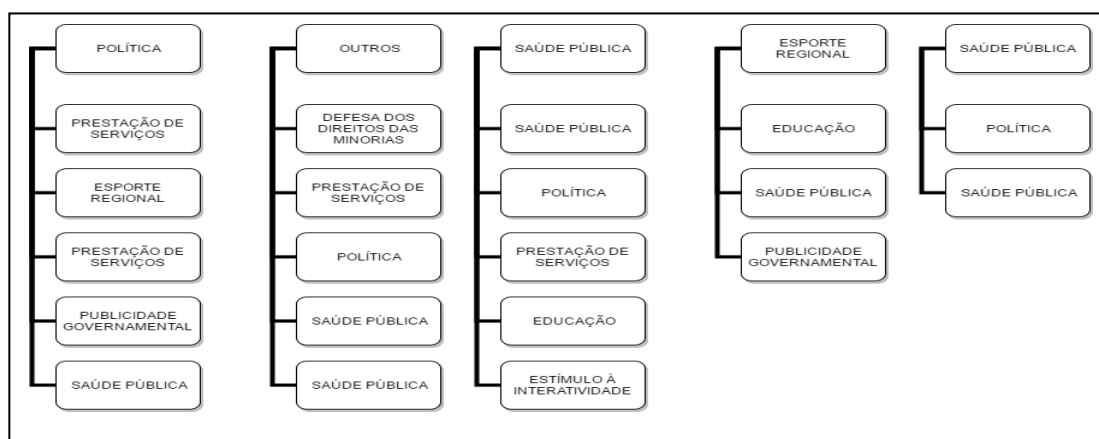 POLÍTICA
PRESTAÇÃO DE
SERVIÇOS
ESPORTE
REGIONAL
PRESTAÇÃO DE
SERVIÇOS
PUBLICIDADE
GOVERNAMENTAL
SAÚDE PÚBLICA
OUTROS
DEFESA DOS
DIREITOS DAS
MINORIAS
PRESTAÇÃO DE
SERVIÇOS
POLÍTICA
SAÚDE PÚBLICA
SAÚDE PÚBLICA
SAÚDE PÚBLICA
SAÚDE PÚBLICA
POLÍTICA
PRESTAÇÃO DE
SERVIÇOS
EDUCAÇÃO
ESTÍMULO À
INTERATIVIDADE
ESPORTE
REGIONAL
EDUCAÇÃO
SAÚDE PÚBLICA
PUBLICIDADE
GOVERNAMENTAL
SAÚDE PÚBLICA
POLÍTICA
SAÚDE PÚBLICA